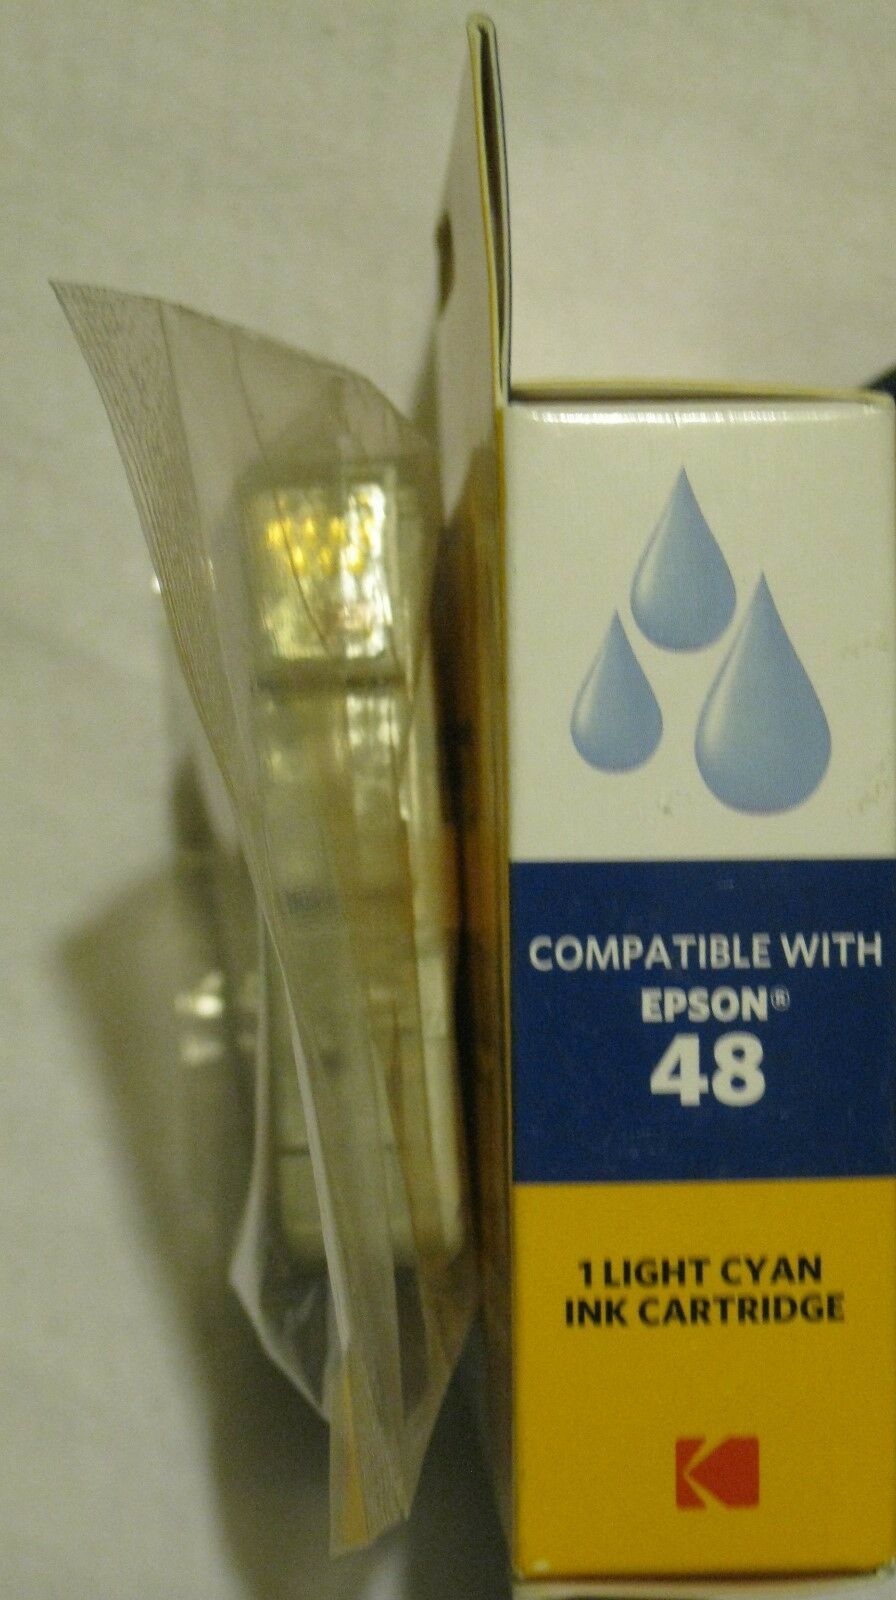 COMPATIBLE WITH
EPSON®
48
1 LIGHT CYAN
INK CARTRIDGE